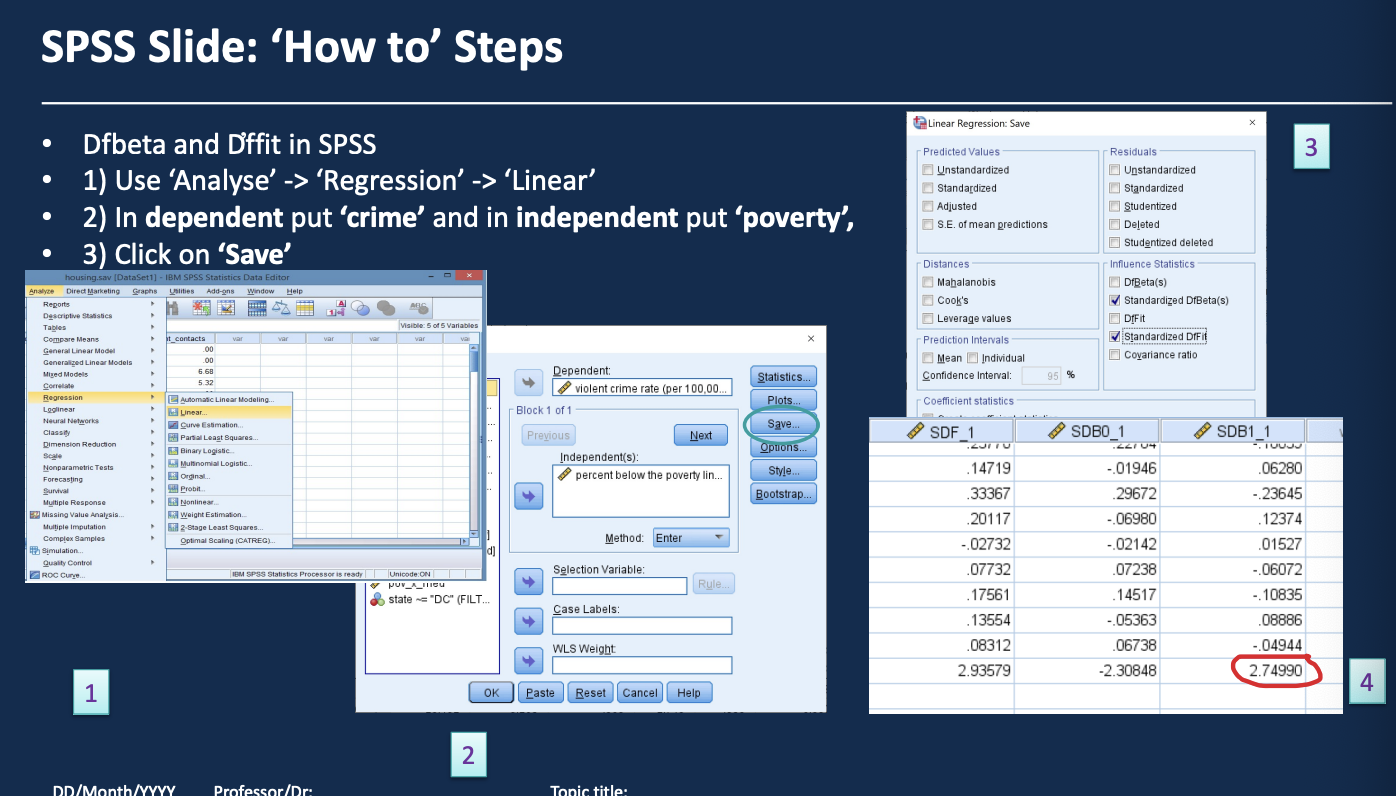 SPSS Slide: ‘How to’ Steps
• Dfbeta and Dffit in SPSS
• 1) Use ‘Analyse’ -> ‘Regression’ -> ‘Linear’
• 2) In dependent put ‘crime’ and in independent put ‘poverty’,
• 3) Click on ‘Save’
housing.sav [DataSet1] - IBM SPSS Statistics Data Editor
Analyze Direct Marketing Graphs Utilities Add-ons Window Help
Reports
Descriptive Statistics
Tables
Compare Means
General Linear Model
Generalized Linear Models
Mixed Models
Correlate
Regression
Loglinear
Neural Networks
Classify
Dimension Reduction
Scale
Nonparametric Tests
Forecasting
Survival
Multiple Response
Missing Value Analysis...
Multiple Imputation
Complex Samples
Simulation...
Quality Control
ROC Curve...
Visible: 5 of 5 Variables
t_contacts var var var var var
.00
.00
6.68
5.32
Automatic Linear Modeling...
Linear...
Curve Estimation...
Partial Least Squares...
Binary Logistic...
Multinomial Logistic...
Ordinal...
Probit...
Nonlinear...
Weight Estimation...
2-Stage Least Squares...
Optimal Scaling (CATREG)...
IBM SPSS Statistics Processor is ready Unicode:ON
1
Dependent:
violent crime rate (per 100,00...
Block 1 of 1
Previous Next
Independent(s):
percent below the poverty lin...
Method: Enter
Selection Variable:
Rule...
Case Labels:
WLS Weight:
pov_x_med
state ~= "DC" (FILT...
Statistics...
Plots...
Save...
Options...
Style...
Bootstrap...
OK Paste Reset Cancel Help
2
Linear Regression: Save
Predicted Values
Unstandardized
Standardized
Adjusted
S.E. of mean predictions
Residuals
Unstandardized
Standardized
Studentized
Deleted
Studentized deleted
Distances
Mahalanobis
Cook's
Leverage values
Influence Statistics
DfBeta(s)
Standardized DfBeta(s)
DfFit
Standardized DfFit
Covariance ratio
Prediction Intervals
Mean Individual
Confidence Interval: 95 %
Coefficient statistics
3
SDF_1 SDB0_1 SDB1_1
.14719 -.01946 .06280
.33367 .29672 -.23645
.20117 -.06980 .12374
-.02732 -.02142 .01527
.07732 .07238 -.06072
.17561 .14517 -.10835
.13554 -.05363 .08886
.08312 .06738 -.04944
2.93579 -2.30848 2.74990
4
DD/Month/YYYY Professor/Dr: Topic title: